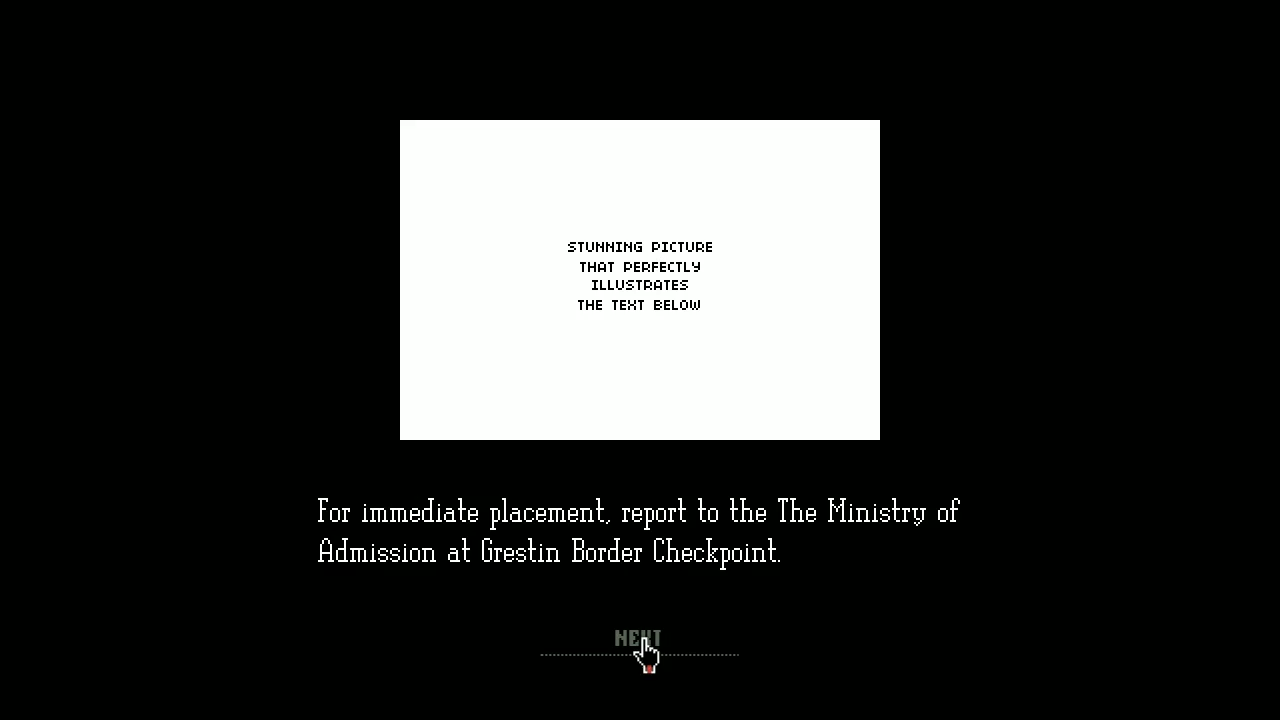 STUNNING PICTURE
THAT PERFECTLY
ILLUSTRATES
THE TEXT BELOW
For immediate placement, report to the The Ministry of
Admission at Grestin Border Checkpoint.
NEXT